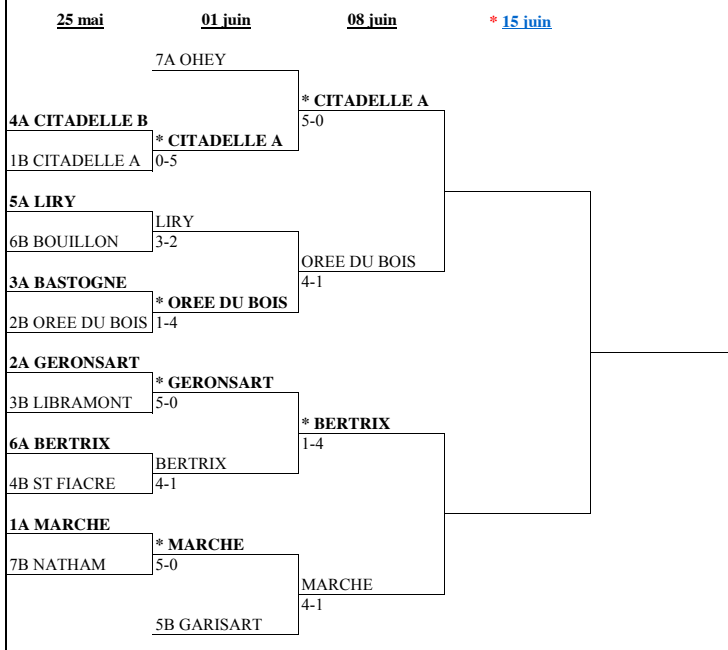 25 mai 01 juin 08 juin * 15 juin
7A OHEY
* CITADELLE A
4A CITADELLE B
5-0
* CITADELLE A
1B CITADELLE A 0-5
5A LIRY
LIRY
6B BOUILLON 3-2
OREE DU BOIS
3A BASTOGNE
4-1
* OREE DU BOIS
2B OREE DU BOIS 1-4
2A GERONSART
* GERONSART
3B LIBRAMONT 5-0
* BERTRIX
6A BERTRIX
1-4
BERTRIX
4B ST FIACRE 4-1
1A MARCHE
* MARCHE
7B NATHAM 5-0
MARCHE
4-1
5B GARISART